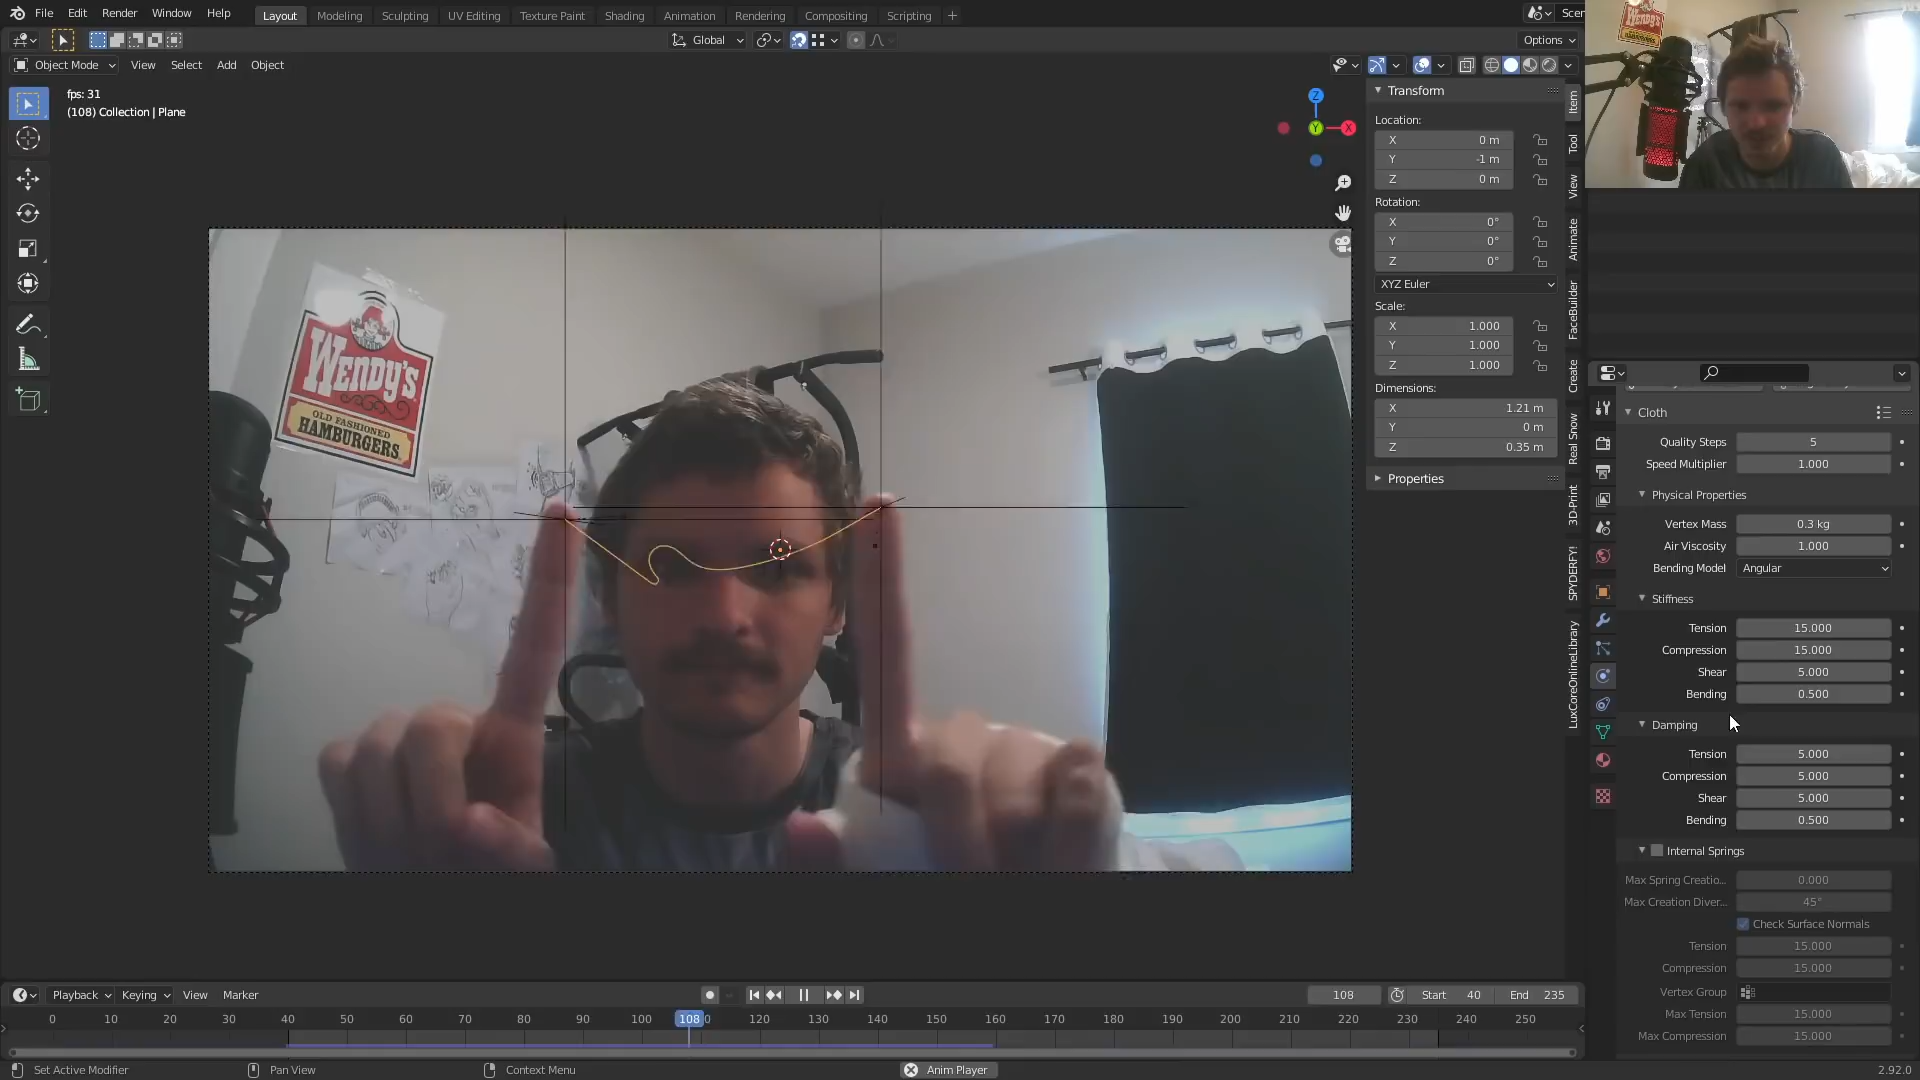 File Edit Render Window Help Layout Modeling Sculpting UV Editing Texture Paint Shading Animation Rendering Compositing Scripting +
Global Options
Object Mode View Select Add Object
fps: 31
(108) Collection | Plane
Z
Y
X
WENDY'S
OLD FASHIONED
HAMBURGERS
Transform
Location:
X 0 m
Y -1 m
Z 0 m
Rotation:
X 0°
Y 0°
Z 0°
XYZ Euler
Scale:
X 1.000
Y 1.000
Z 1.000
Dimensions:
X 1.21 m
Y 0 m
Z 0.35 m
Properties
Item
Tool
View
Animate
FaceBuilder
Create
Real Snow
3D-Print
SPYDERFY!
LuxCoreOnlineLibrary
Scer
WENDY'S
Cloth
Quality Steps 5
Speed Multiplier 1.000
Physical Properties
Vertex Mass 0.3 kg
Air Viscosity 1.000
Bending Model Angular
Stiffness
Tension 15.000
Compression 15.000
Shear 5.000
Bending 0.500
Damping
Tension 5.000
Compression 5.000
Shear 5.000
Bending 0.500
Internal Springs
Max Spring Creatio... 0.000
Max Creation Diver... 45°
Check Surface Normals
Tension 15.000
Compression 15.000
Vertex Group
Max Tension 15.000
Max Compression 15.000
Playback Keying View Marker 108 Start 40 End 235
0 10 20 30 40 50 60 70 80 90 100 108 0 120 130 140 150 160 170 180 190 200 210 220 230 240 250
Set Active Modifier Pan View Context Menu Anim Player 2.92.0